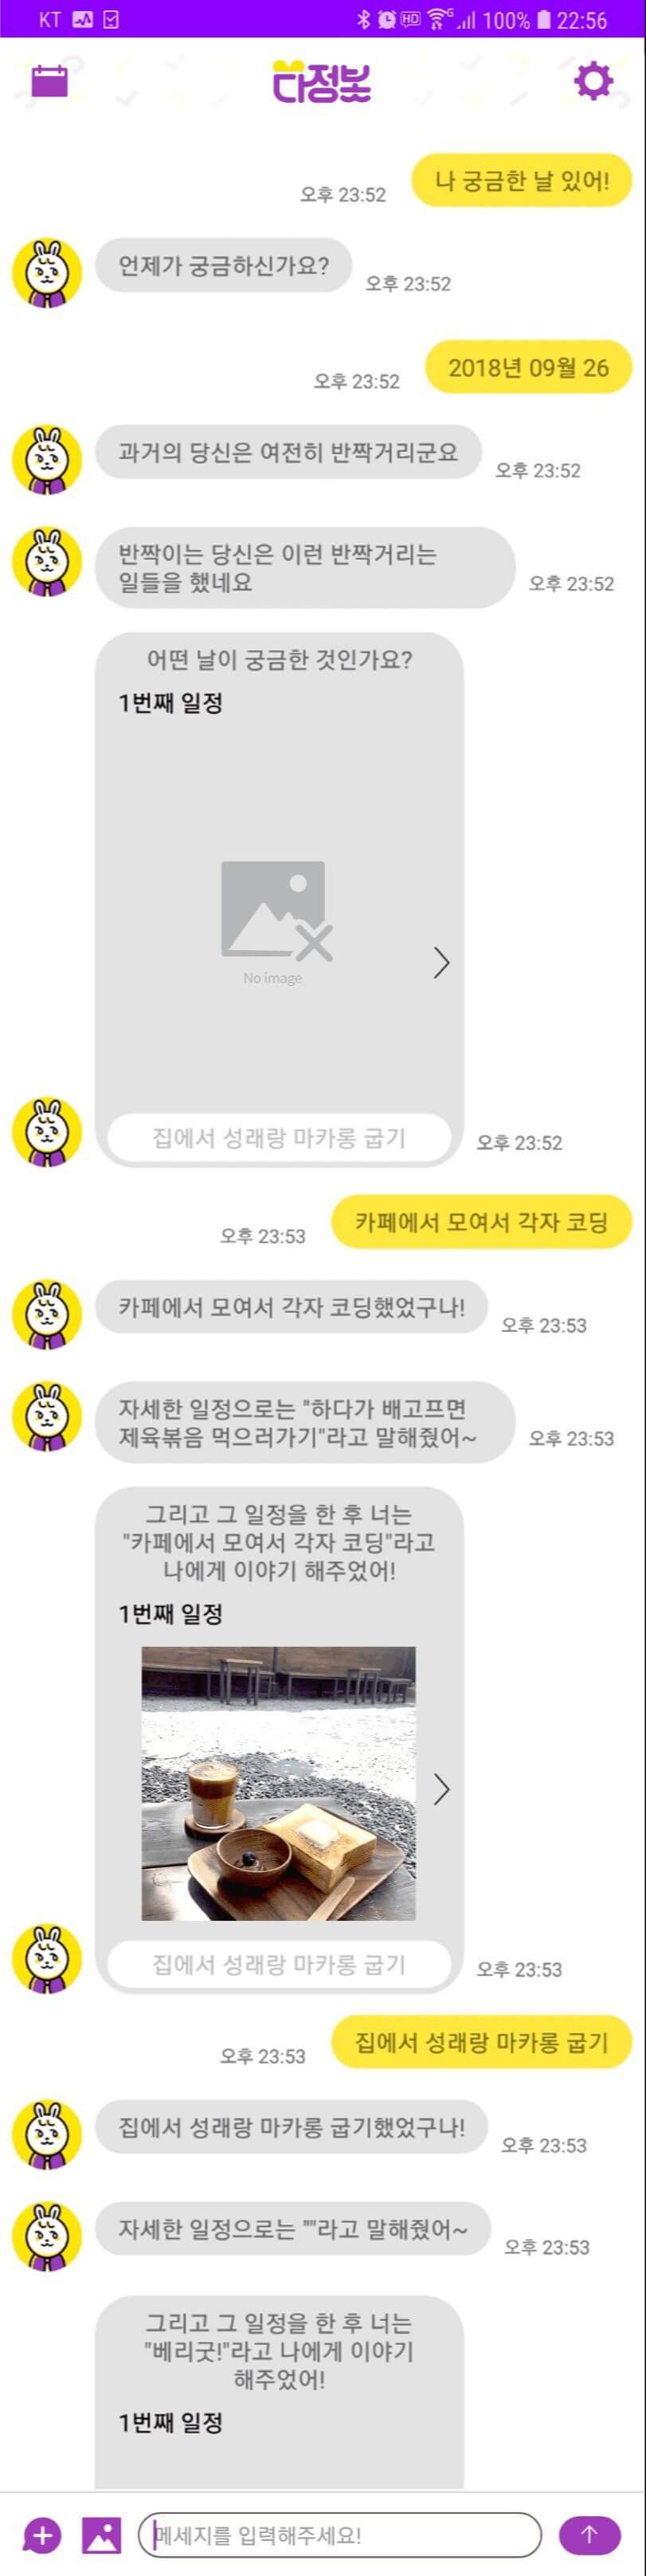 KT HD 100% 22:56
다정봇
나 궁금한 날 있어!
오후 23:52
언제가 궁금하신가요?
오후 23:52
2018년 09월 26
오후 23:52
과거의 당신은 여전히 반짝거리군요
오후 23:52
반짝이는 당신은 이런 반짝거리는
일들을 했네요
오후 23:52
어떤 날이 궁금한 것인가요?
1번째 일정
No image
집에서 성래랑 마카롱 굽기
오후 23:52
카페에서 모여서 각자 코딩
오후 23:53
카페에서 모여서 각자 코딩했었구나!
오후 23:53
자세한 일정으로는 "하다가 배고프면
제육볶음 먹으러가기"라고 말해줬어~
오후 23:53
그리고 그 일정을 한 후 너는
"카페에서 모여서 각자 코딩"라고
나에게 이야기 해주었어!
1번째 일정
집에서 성래랑 마카롱 굽기
오후 23:53
집에서 성래랑 마카롱 굽기
오후 23:53
집에서 성래랑 마카롱 굽기했었구나!
오후 23:53
자세한 일정으로는 ""라고 말해줬어~
오후 23:53
그리고 그 일정을 한 후 너는
"베리굿!"라고 나에게 이야기
해주었어!
1번째 일정
메세지를 입력해주세요!